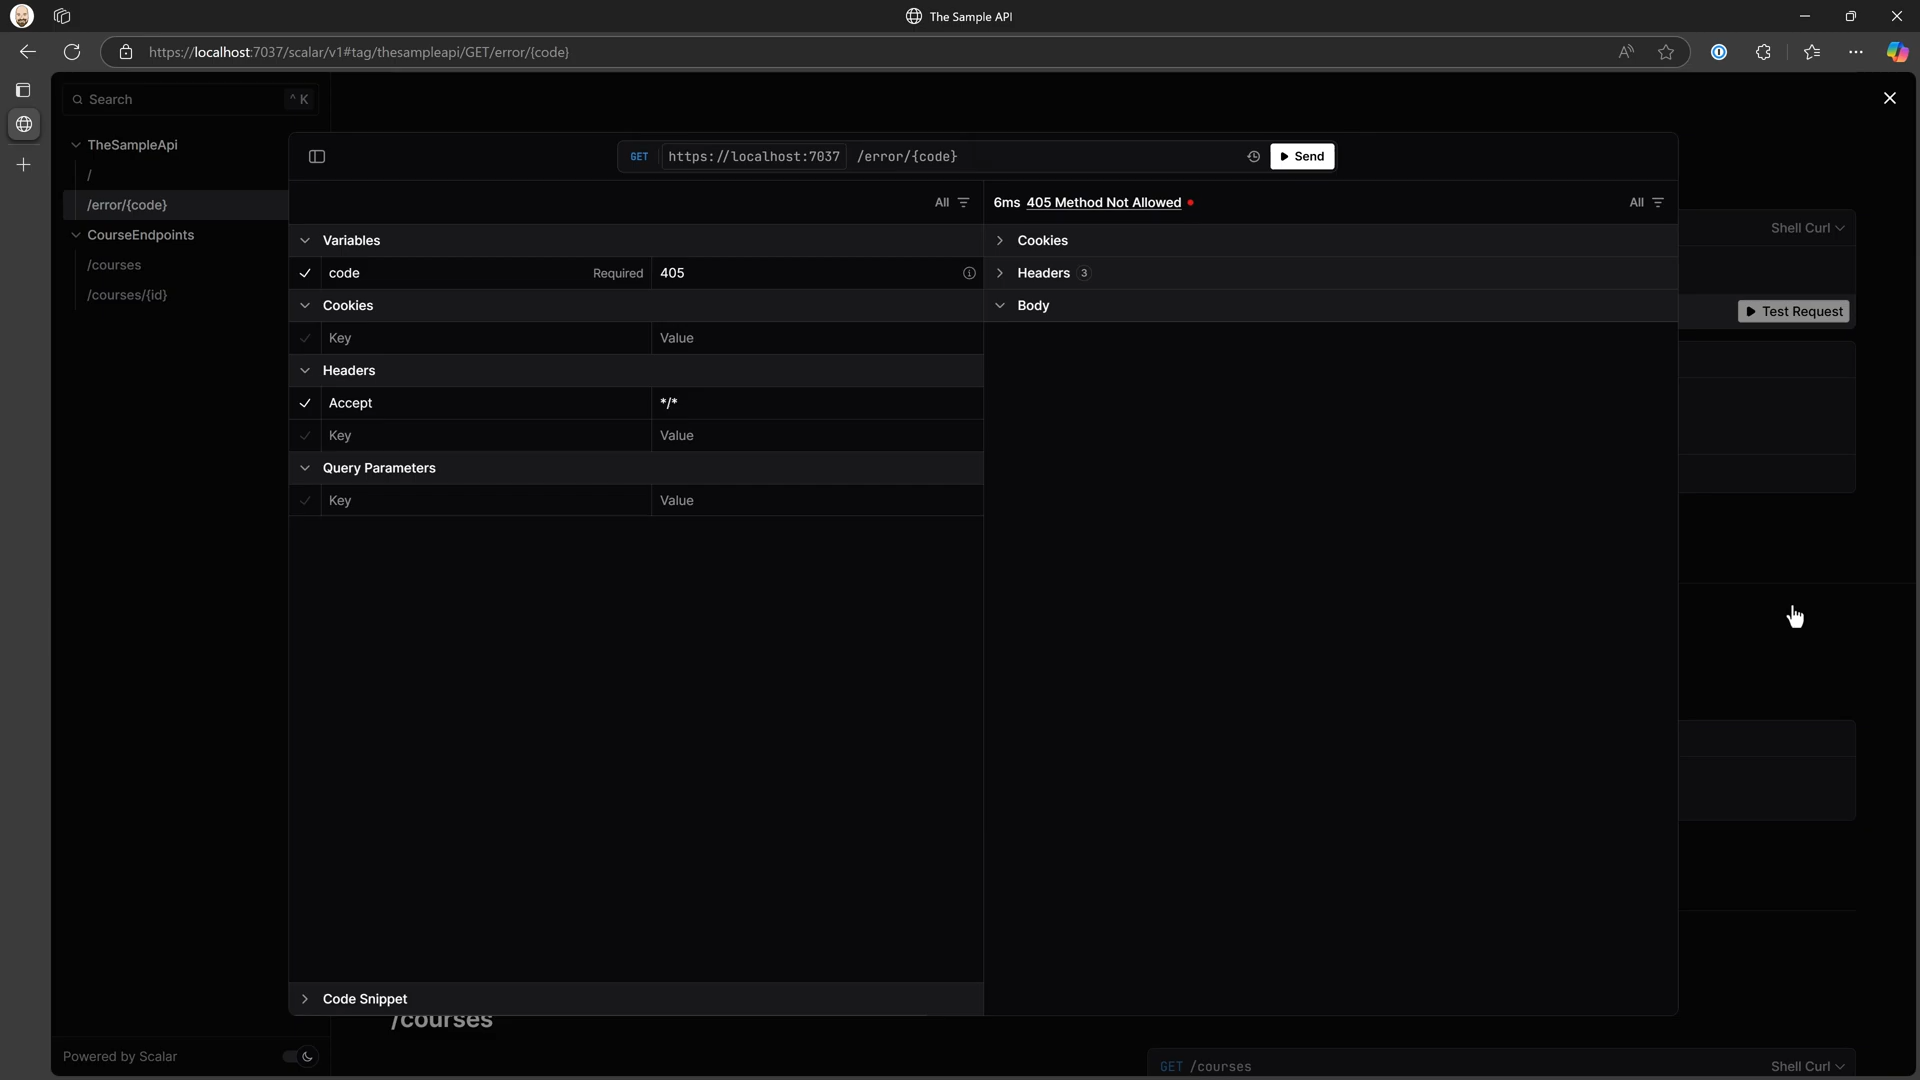 The Sample API
https://localhost:7037/scalar/v1#tag/thesampleapi/GET/error/{code}
Search
^ K
TheSampleApi
/
/error/{code}
CourseEndpoints
/courses
/courses/{id}
GET https://localhost:7037 /error/{code}
Send
All
6ms 405 Method Not Allowed
All
Variables
code Required 405
Cookies
Key Value
Headers
Accept */*
Key Value
Query Parameters
Key Value
Code Snippet
Cookies
Headers 3
Body
Shell Curl
Test Request
/courses
GET /courses
Shell Curl
Powered by Scalar